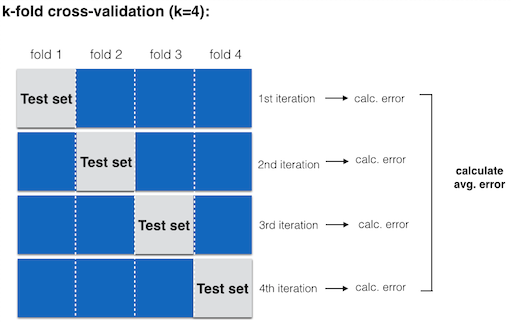 k-fold cross-validation (k=4):
fold 1 fold 2 fold 3 fold 4
Test set 1st iteration calc. error
Test set 2nd iteration calc. error
calculate
avg. error
Test set 3rd iteration calc. error
Test set 4th iteration calc. error